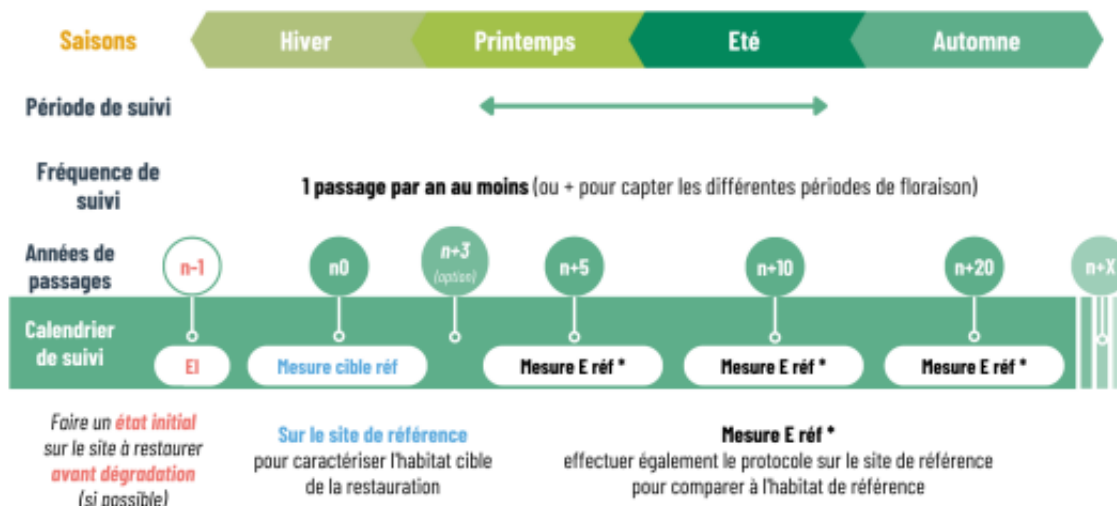 Saisons
Hiver
Printemps
Eté
Automne
Période de suivi
Fréquence de
suivi
1 passage par an au moins (ou + pour capter les différentes périodes de floraison)
Années de
passages
n-1
n0
n+3
(option)
n+5
n+10
n+20
n+X
Calendrier
de suivi
EI
Mesure cible réf
Mesure E réf *
Mesure E réf *
Mesure E réf *
Faire un état initial
sur le site à restaurer
avant dégradation
(si possible)
Sur le site de référence
pour caractériser l'habitat cible
de la restauration
Mesure E réf *
effectuer également le protocole sur le site de référence
pour comparer à l'habitat de référence